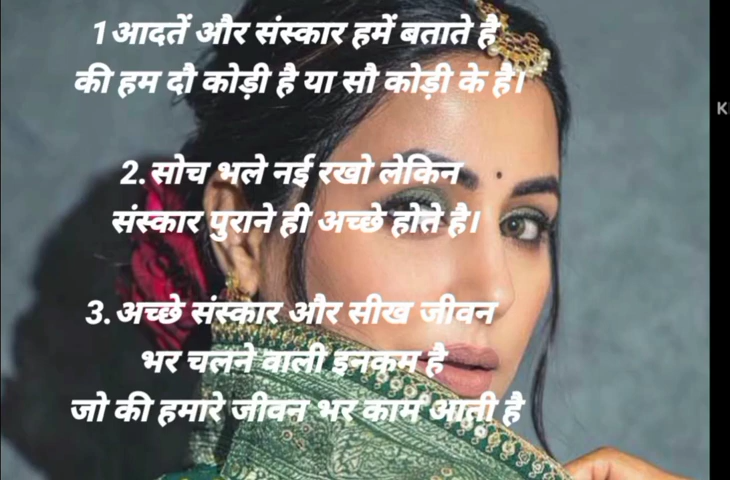 1 आदतें और संस्कार हमें बताते है
की हम दौ कोड़ी है या सौ कोड़ी के है।
2. सोच भले नई रखो लेकिन
संस्कार पुराने ही अच्छे होते है।
3. अच्छे संस्कार और सीख जीवन
भर चलने वाली इनकम है
जो की हमारे जीवन भर काम आती है